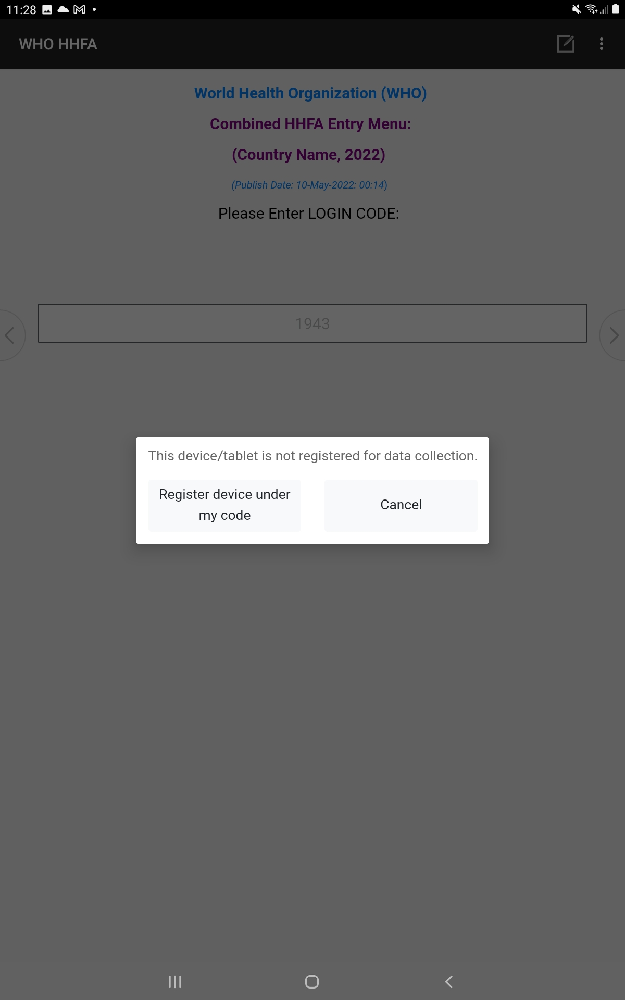 11:28
WHO HHFA
World Health Organization (WHO)
Combined HHFA Entry Menu:
(Country Name, 2022)
(Publish Date: 10-May-2022: 00:14)
Please Enter LOGIN CODE:
1943
This device/tablet is not registered for data collection.
Register device under
my code
Cancel